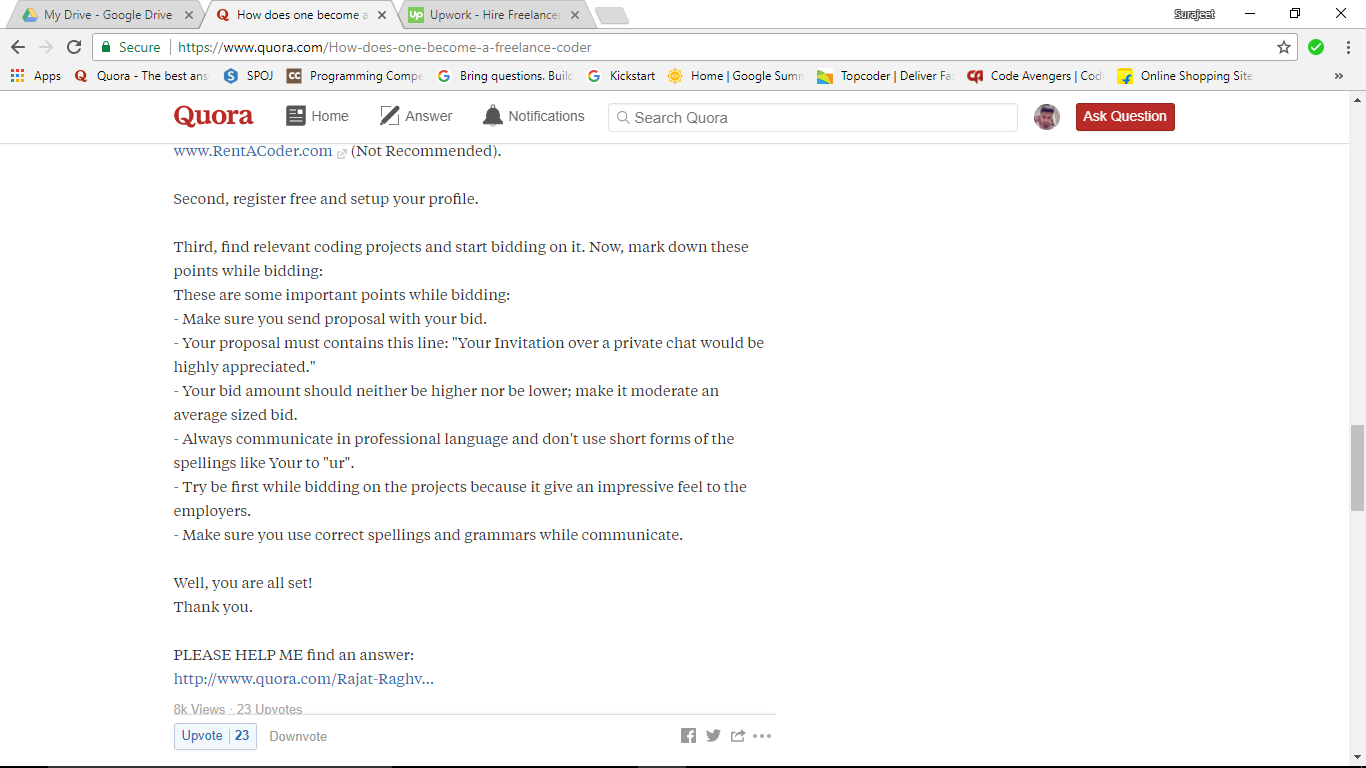 My Drive - Google Drive
How does one become a
Upwork - Hire Freelancer
Surajeet
Secure
https://www.quora.com/How-does-one-become-a-freelance-coder
Apps
Quora - The best ans
SPOJ
Programming Compe
Bring questions. Build
Kickstart
Home | Google Summ
Topcoder | Deliver Fa
Code Avengers | Cod
Online Shopping Site
Quora
Home
Answer
Notifications
Search Quora
Ask Question
www.RentACoder.com (Not Recommended).
Second, register free and setup your profile.
Third, find relevant coding projects and start bidding on it. Now, mark down these
points while bidding:
These are some important points while bidding:
- Make sure you send proposal with your bid.
- Your proposal must contains this line: "Your Invitation over a private chat would be
highly appreciated."
- Your bid amount should neither be higher nor be lower; make it moderate an
average sized bid.
- Always communicate in professional language and don't use short forms of the
spellings like Your to "ur".
- Try be first while bidding on the projects because it give an impressive feel to the
employers.
- Make sure you use correct spellings and grammars while communicate.
Well, you are all set!
Thank you.
PLEASE HELP ME find an answer:
http://www.quora.com/Rajat-Raghv...
8k Views · 23 Upvotes
Upvote | 23
Downvote